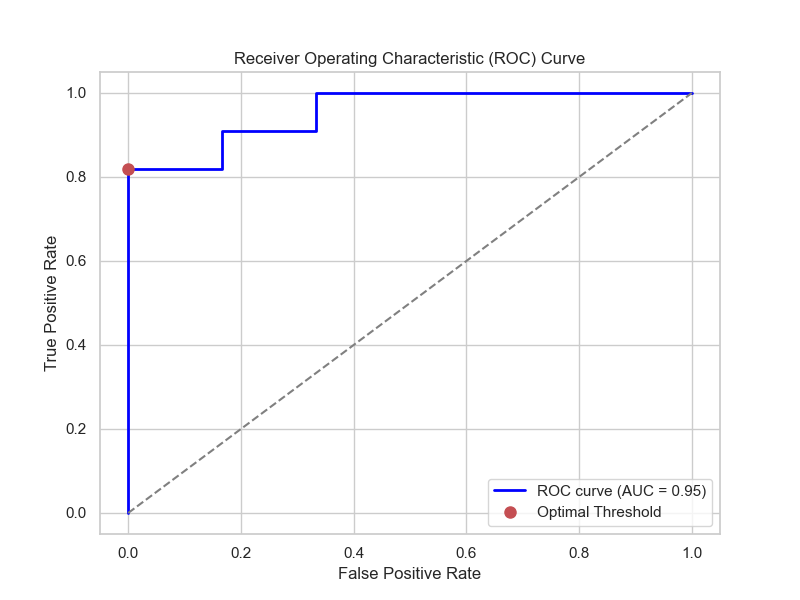 Receiver Operating Characteristic (ROC) Curve
True Positive Rate
1.0
0.8
0.6
0.4
0.2
0.0
0.0 0.2 0.4 0.6 0.8 1.0
False Positive Rate
ROC curve (AUC = 0.95)
Optimal Threshold